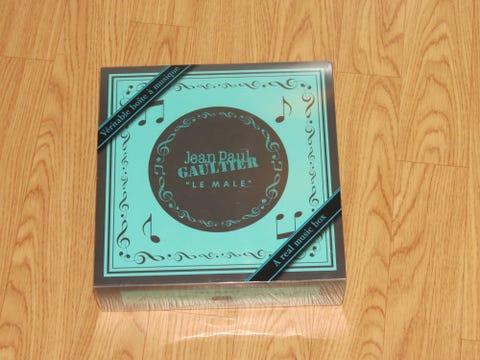 Véritable boîte à musique
Jean Paul
GAULTIER
"LE MALE"
A real music box